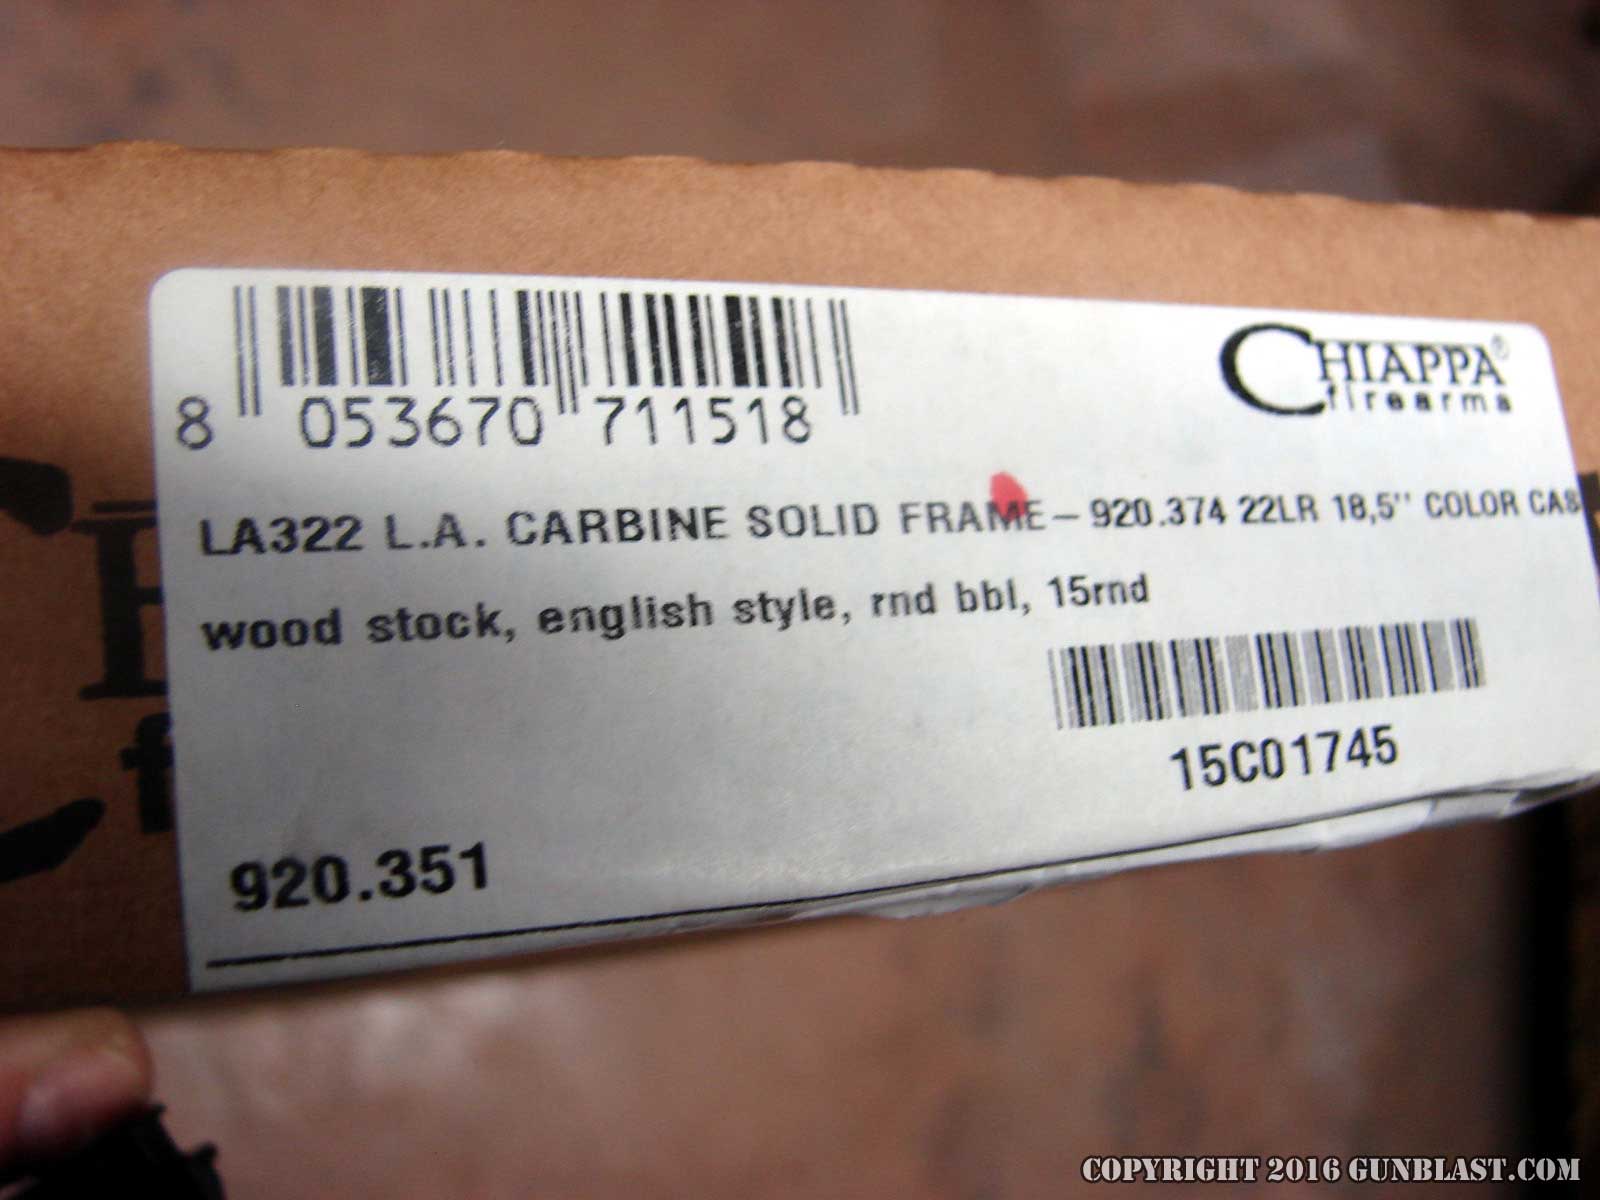 CHIAPPA®
firearms
8 053670 711518
LA322 L.A. CARBINE SOLID FRAME–920.374 22LR 18,5'' COLOR CAS
wood stock, english style, rnd bbl, 15rnd
15C01745
920.351
COPYRIGHT 2016 GUNBLAST.COM